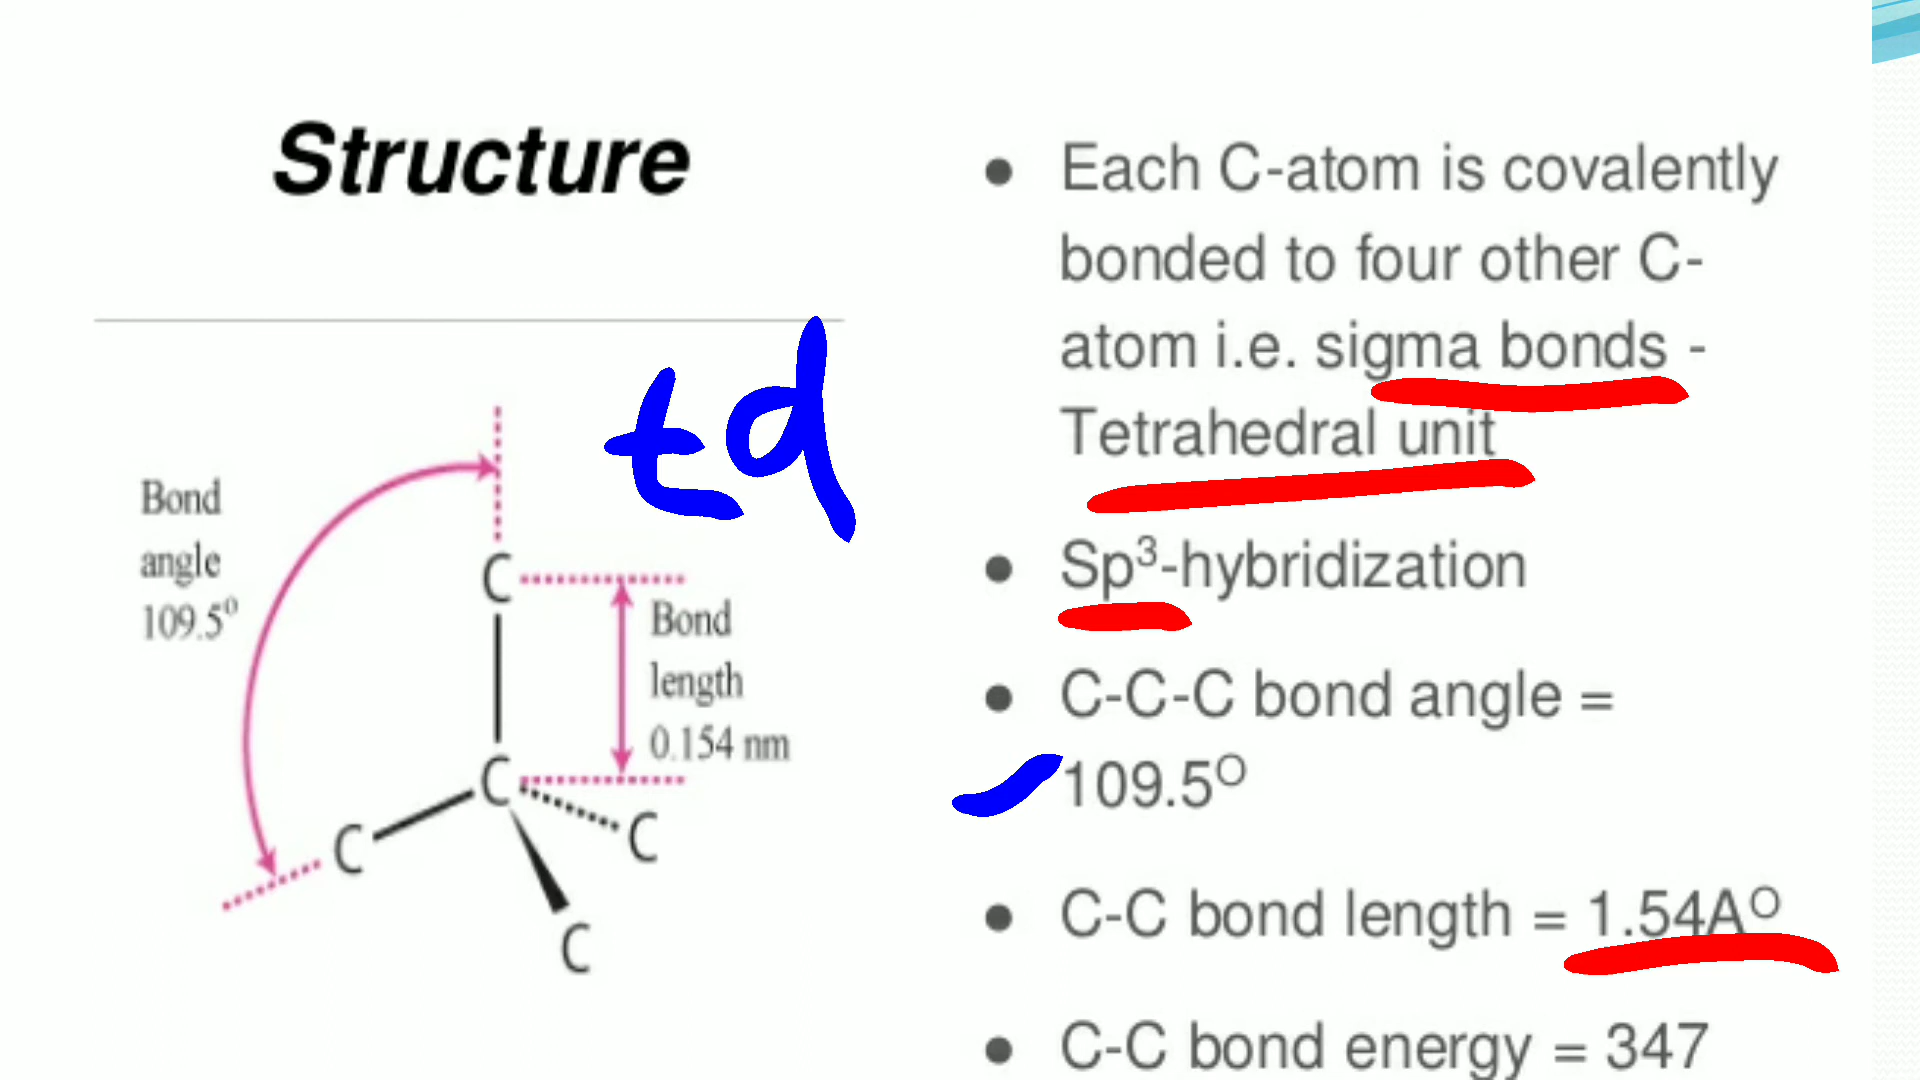 Structure
td
Bond
angle
109.5⁰
C
Bond
length
0.154 nm
C
C
C
C
● Each C-atom is covalently
bonded to four other C-
atom i.e. sigma bonds -
Tetrahedral unit
● Sp³-hybridization
● C-C-C bond angle =
109.5ᴼ
● C-C bond length = 1.54Aᴼ
● C-C bond energy = 347